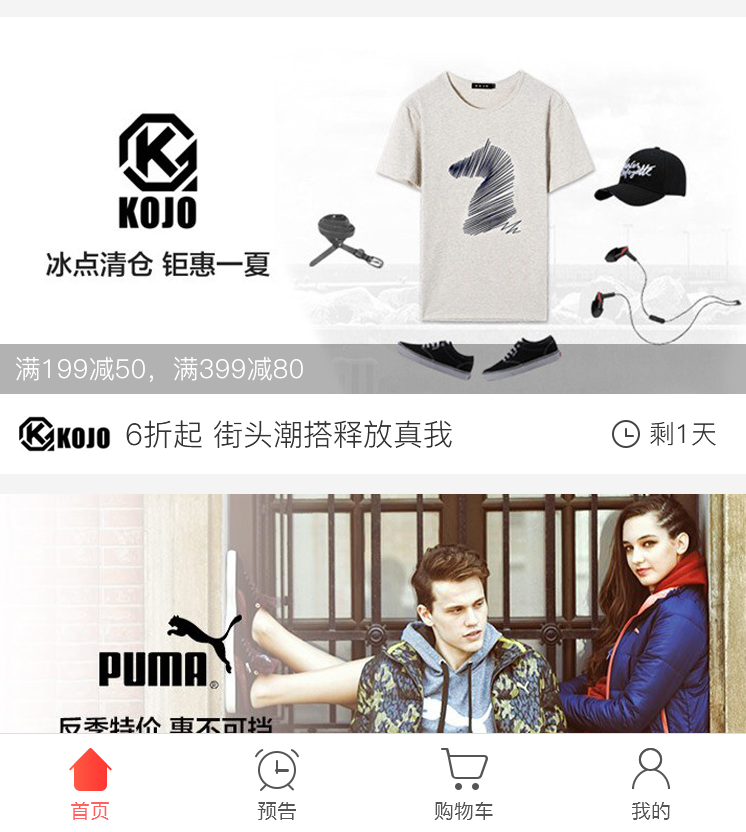 KOJO
冰点清仓 钜惠一夏
满199减50，满399减80
KOJO 6折起 街头潮搭释放真我
剩1天
PUMA®
反季特价 惠不可挡
首页 预告 购物车 我的